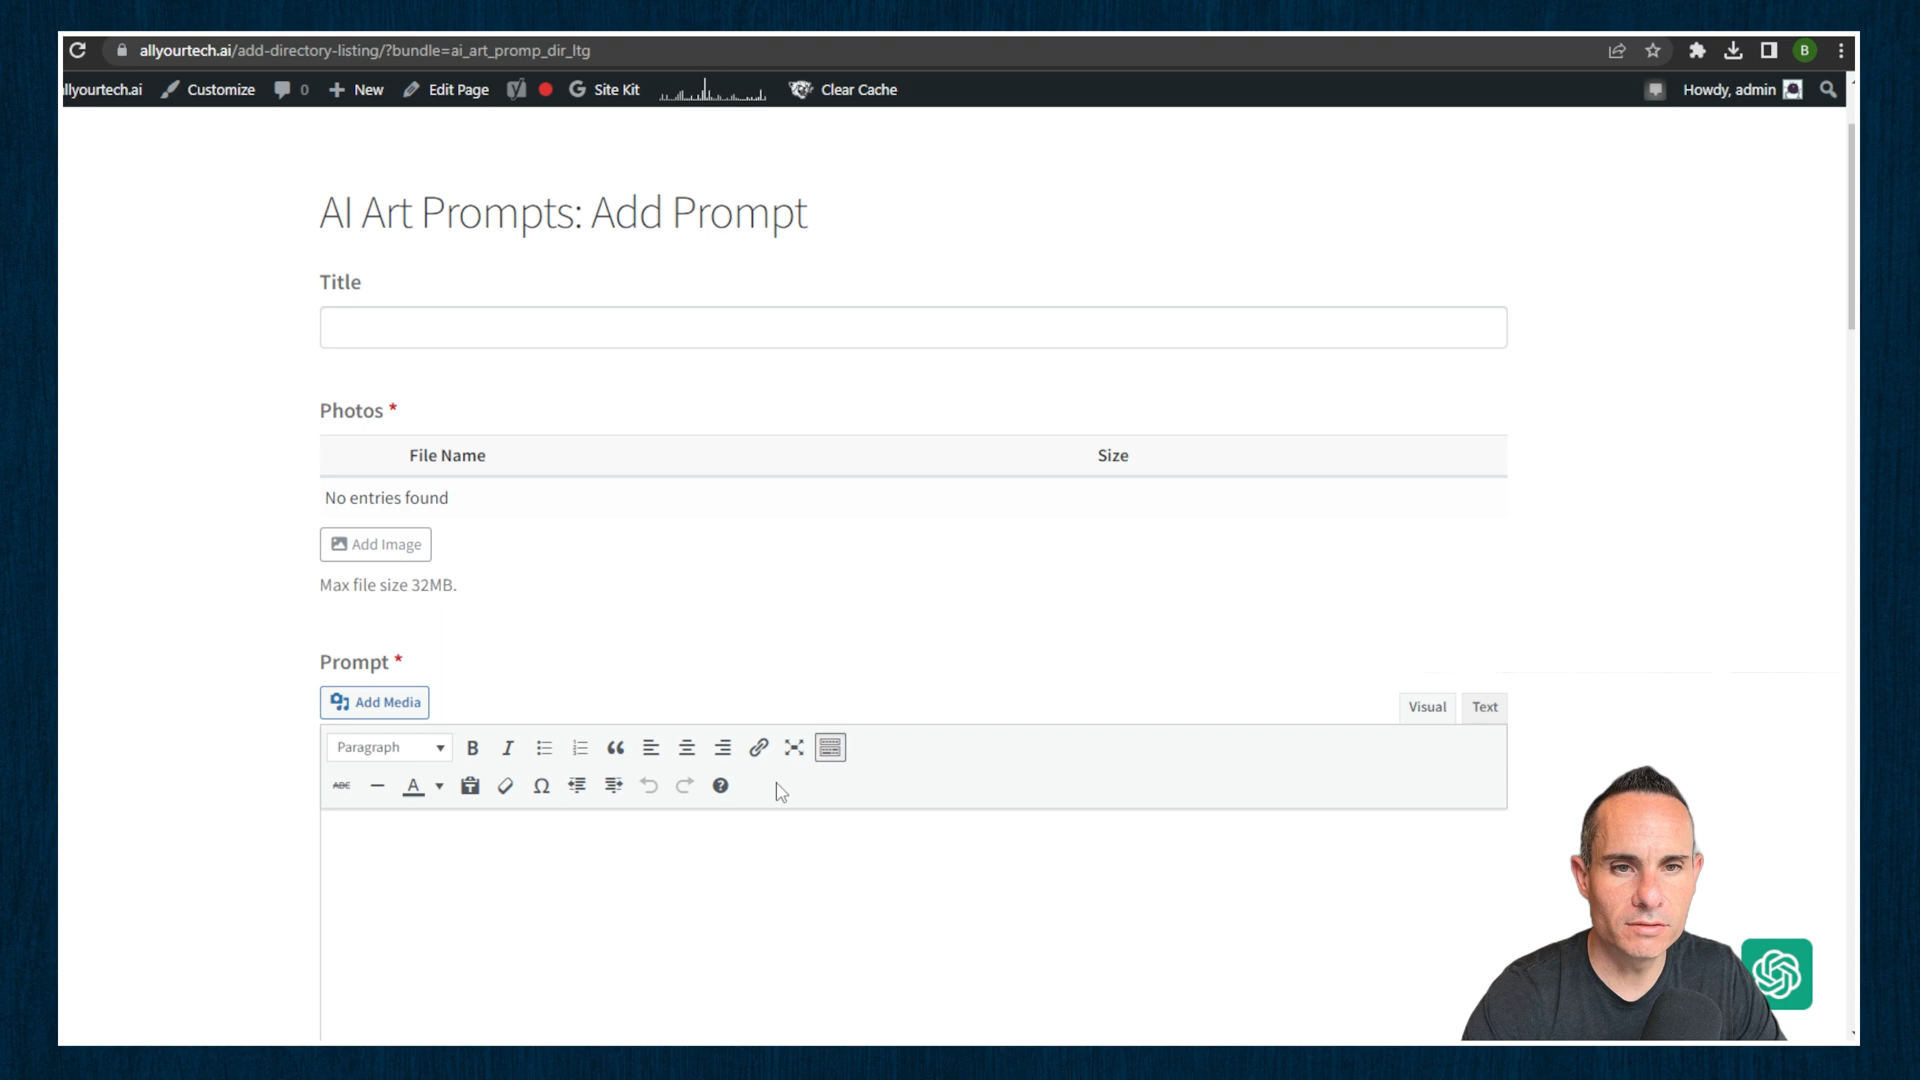 allyourtech.ai/add-directory-listing/?bundle=ai_art_promp_dir_ltg
B
llyourtech.ai Customize 0 New Edit Page Site Kit Clear Cache Howdy, admin
AI Art Prompts: Add Prompt
Title
Photos *
File Name Size
No entries found
Add Image
Max file size 32MB.
Prompt *
Add Media
Visual Text
Paragraph B I
ABC A Ω